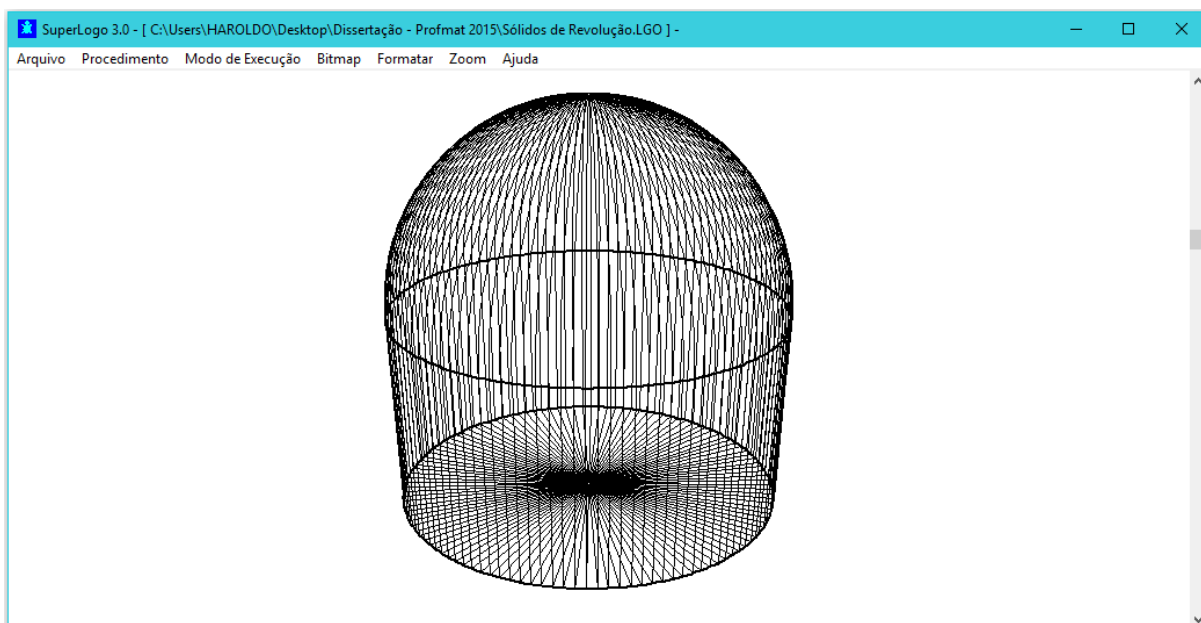 SuperLogo 3.0 - [ C:\Users\HAROLDO\Desktop\Dissertação - Profmat 2015\Sólidos de Revolução.LGO ] -
Arquivo Procedimento Modo de Execução Bitmap Formatar Zoom Ajuda